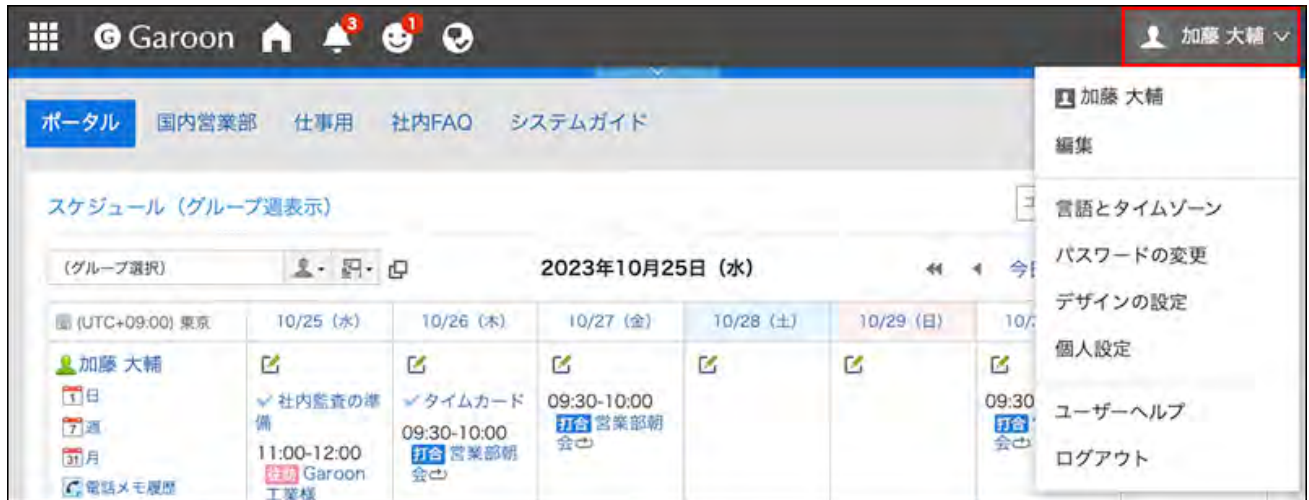 G Garoon 3 1 加藤 大輔
加藤 大輔
編集
言語とタイムゾーン
パスワードの変更
デザインの設定
個人設定
ユーザーヘルプ
ログアウト
ポータル 国内営業部 仕事用 社内FAQ システムガイド
スケジュール（グループ週表示）
(グループ選択) 2023年10月25日（水） 今日
(UTC+09:00) 東京 10/25（水） 10/26（木） 10/27（金） 10/28（土） 10/29（日） 10/
加藤 大輔
1 日
7 週
31 月
電話メモ履歴
社内監査の準
備
11:00-12:00
往訪 Garoon
工業様
タイムカード
09:30-10:00
打合 営業部朝
会
09:30-10:00
打合 営業部朝
会
09:30
打合
会